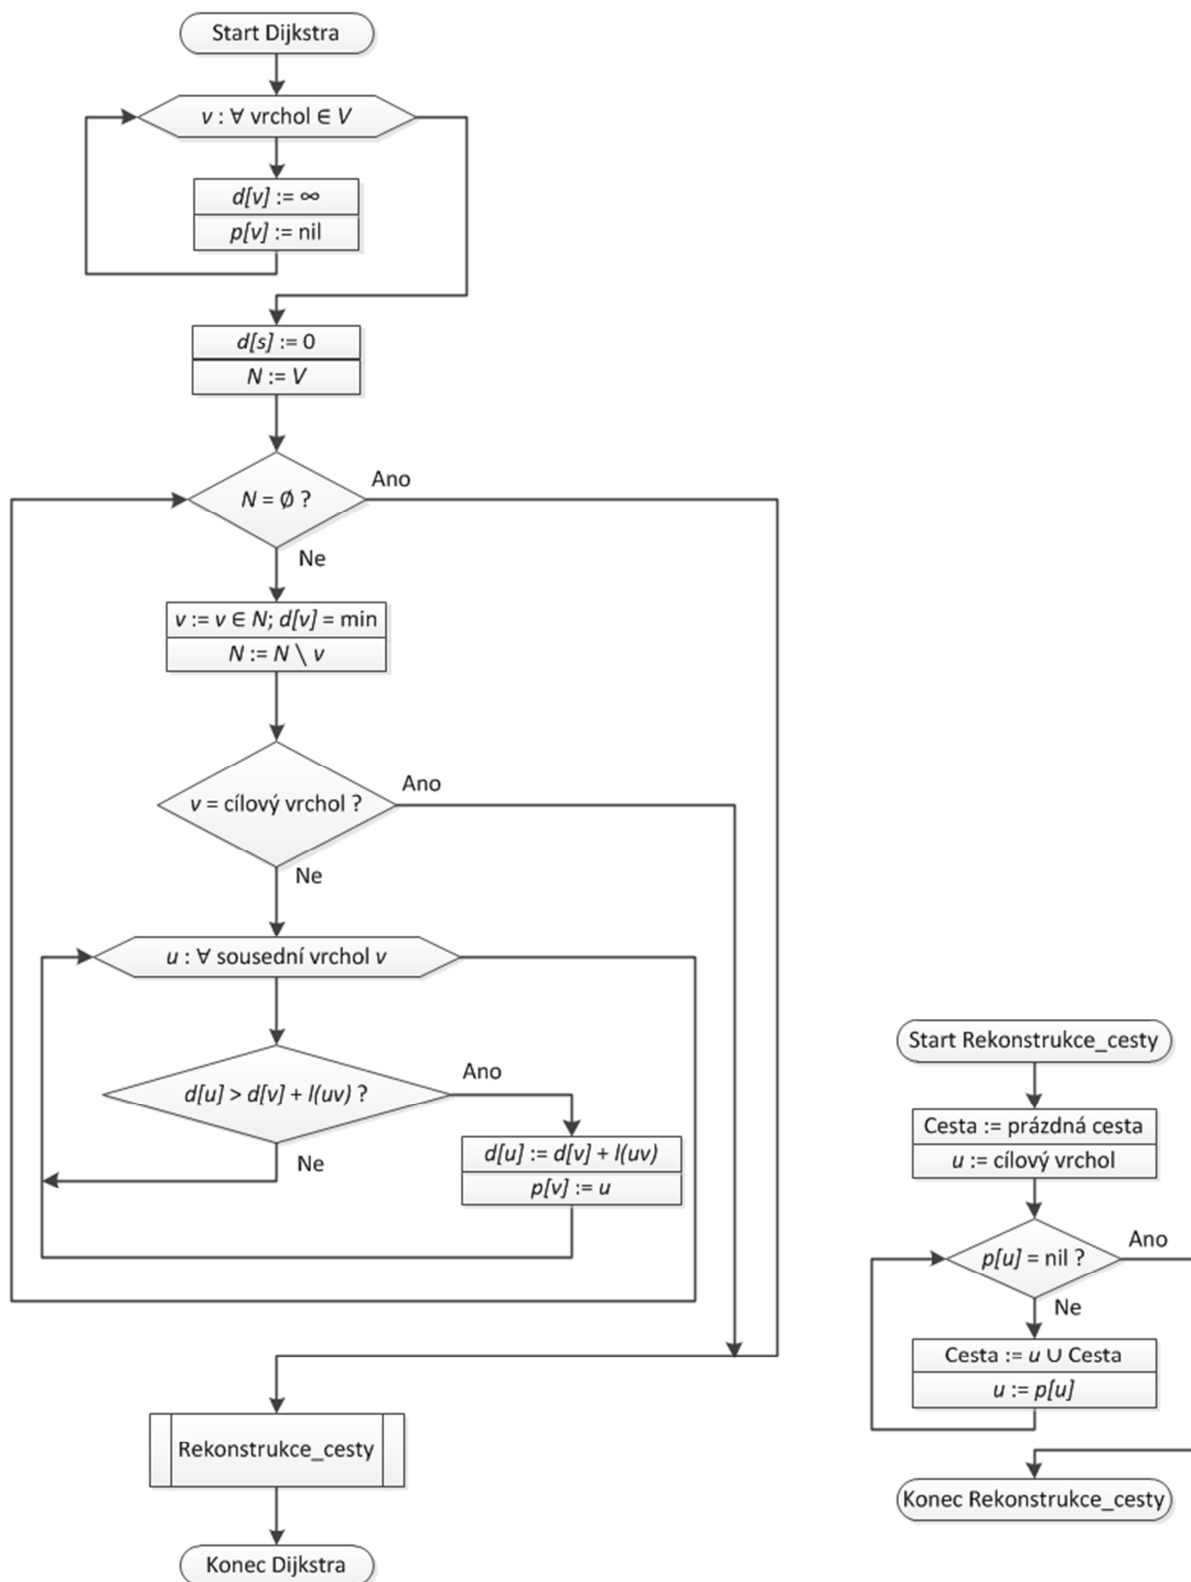 Start Dijkstra
v : ∀ vrchol ∈ V
d[v] := ∞
p[v] := nil
d[s] := 0
N := V
N = Ø ?
Ano
Ne
v := v ∈ N; d[v] = min
N := N \ v
v = cílový vrchol ?
Ano
Ne
u : ∀ sousední vrchol v
d[u] > d[v] + l(uv) ?
Ano
Ne
d[u] := d[v] + l(uv)
p[v] := u
Rekonstrukce_cesty
Konec Dijkstra
Start Rekonstrukce_cesty
Cesta := prázdná cesta
u := cílový vrchol
p[u] = nil ?
Ano
Ne
Cesta := u ∪ Cesta
u := p[u]
Konec Rekonstrukce_cesty